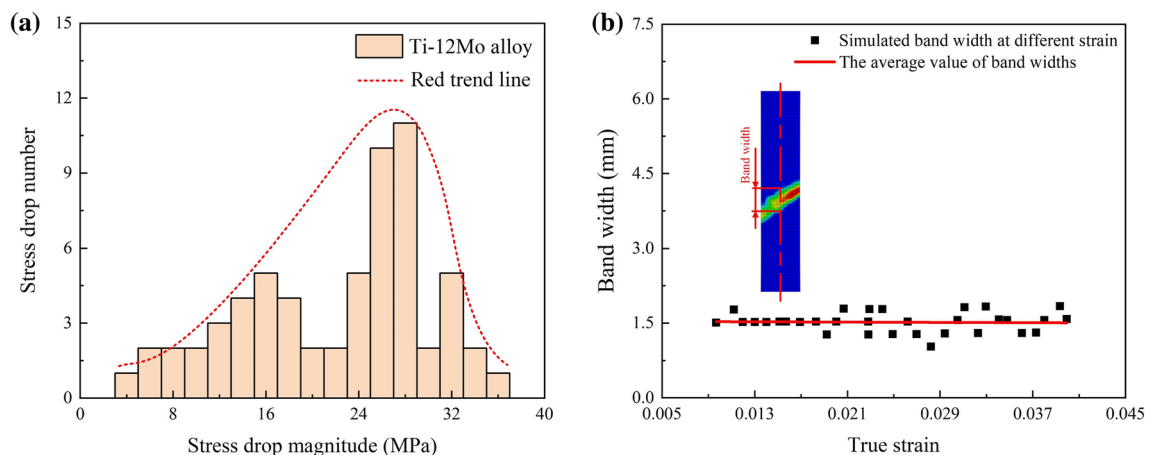 (a)
Stress drop number
15
12
9
6
3
0
Ti-12Mo alloy
Red trend line
0
8
16
24
32
40
Stress drop magnitude (MPa)
(b)
Band width (mm)
7.5
6.0
4.5
3.0
1.5
0.0
Simulated band width at different strain
The average value of band widths
Band width
0.005
0.013
0.021
0.029
0.037
0.045
True strain